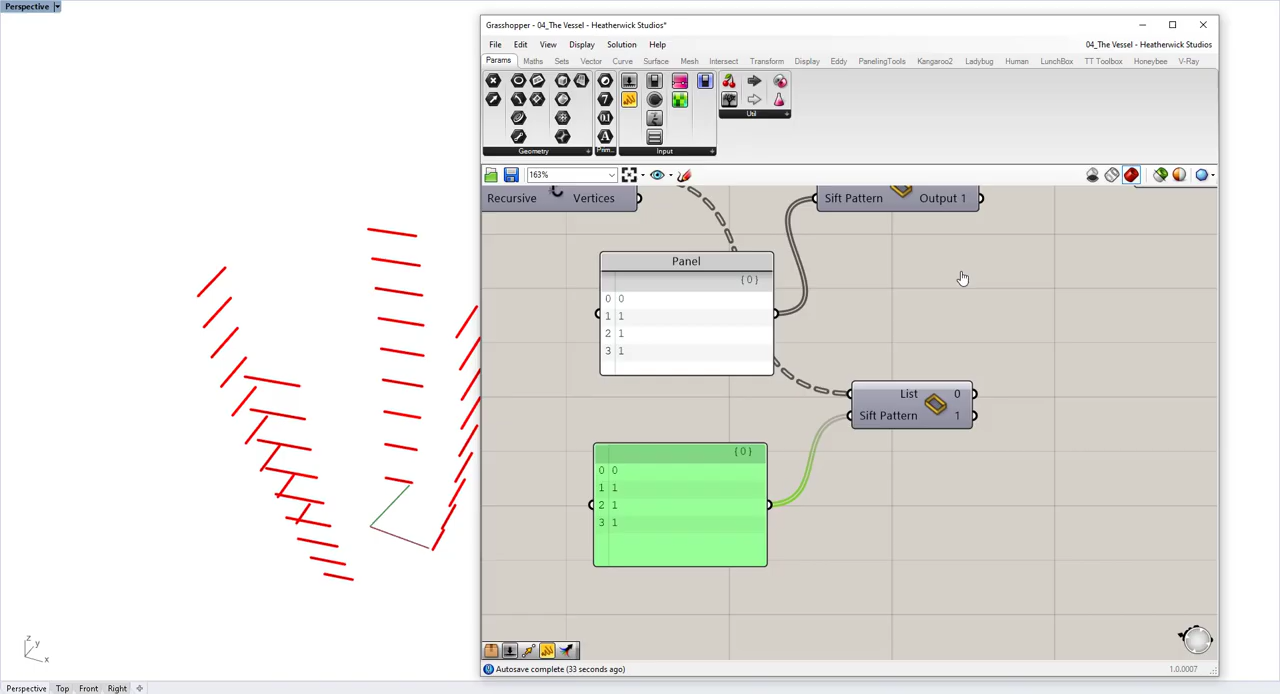 Perspective
Grasshopper - 04_The Vessel - Heatherwick Studios*
File Edit View Display Solution Help
04_The Vessel - Heatherwick Studios
Params Maths Sets Vector Curve Surface Mesh Intersect Transform Display Eddy PanelingTools Kangaroo2 Ladybug Human LunchBox TT Toolbox Honeybee V-Ray
Geometry
Prim..
Input
Util
163%
Recursive Vertices
Sift Pattern Output 1
Panel
{0}
0 0
1 1
2 1
3 1
List 0
Sift Pattern 1
{0}
0 0
1 1
2 1
3 1
z
y
x
Autosave complete (33 seconds ago)
1.0.0007
Perspective Top Front Right